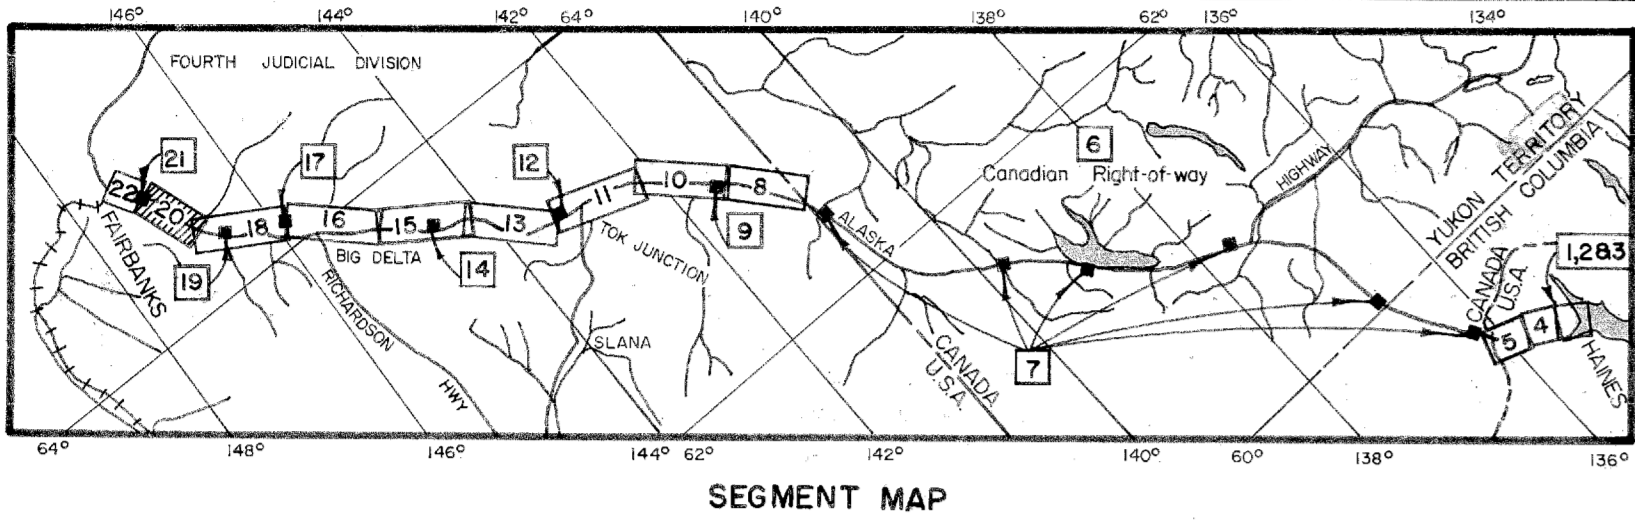 146° 144° 142° 64° 140° 138° 62° 136° 134°
FOURTH JUDICIAL DIVISION
21
17
12
6
Canadian Right-of-way
HIGHWAY
YUKON TERRITORY
BRITISH COLUMBIA
22
20
18
16
15
13
11
10
8
9
19
14
FAIRBANKS
BIG DELTA
RICHARDSON
HWY
TOK JUNCTION
SLANA
ALASKA
CANADA
U.S.A.
7
CANADA
U.S.A.
1,2&3
5
4
HAINES
64° 148° 146° 144° 62° 142° 140° 60° 138° 136°
SEGMENT MAP